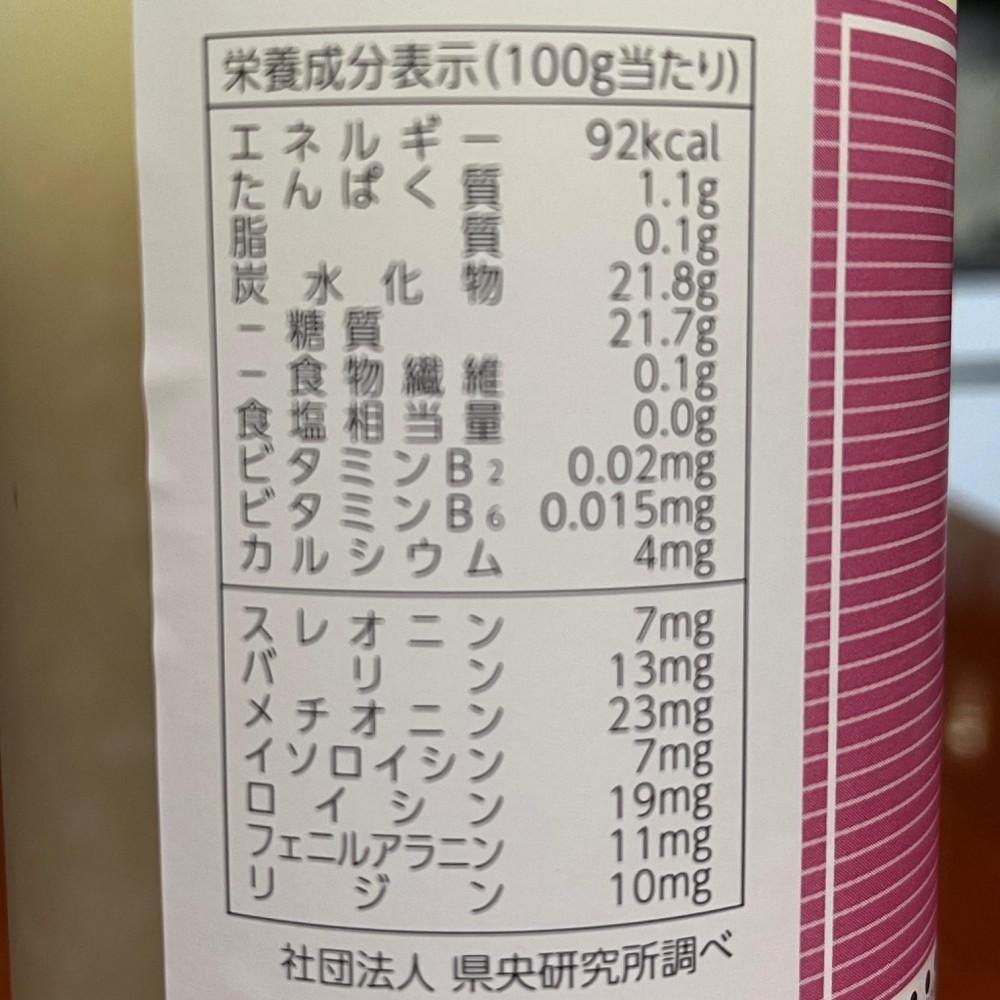 栄養成分表示(100g当たり)
エネルギー 92kcal
たんぱく質 1.1g
脂質 0.1g
炭水化物 21.8g
－糖質 21.7g
－食物繊維 0.1g
食塩相当量 0.0g
ビタミンB2 0.02mg
ビタミンB6 0.015mg
カルシウム 4mg
スレオニン 7mg
バリン 13mg
メチオニン 23mg
イソロイシン 7mg
ロイシン 19mg
フェニルアラニン 11mg
リジン 10mg
社団法人 県央研究所調べ